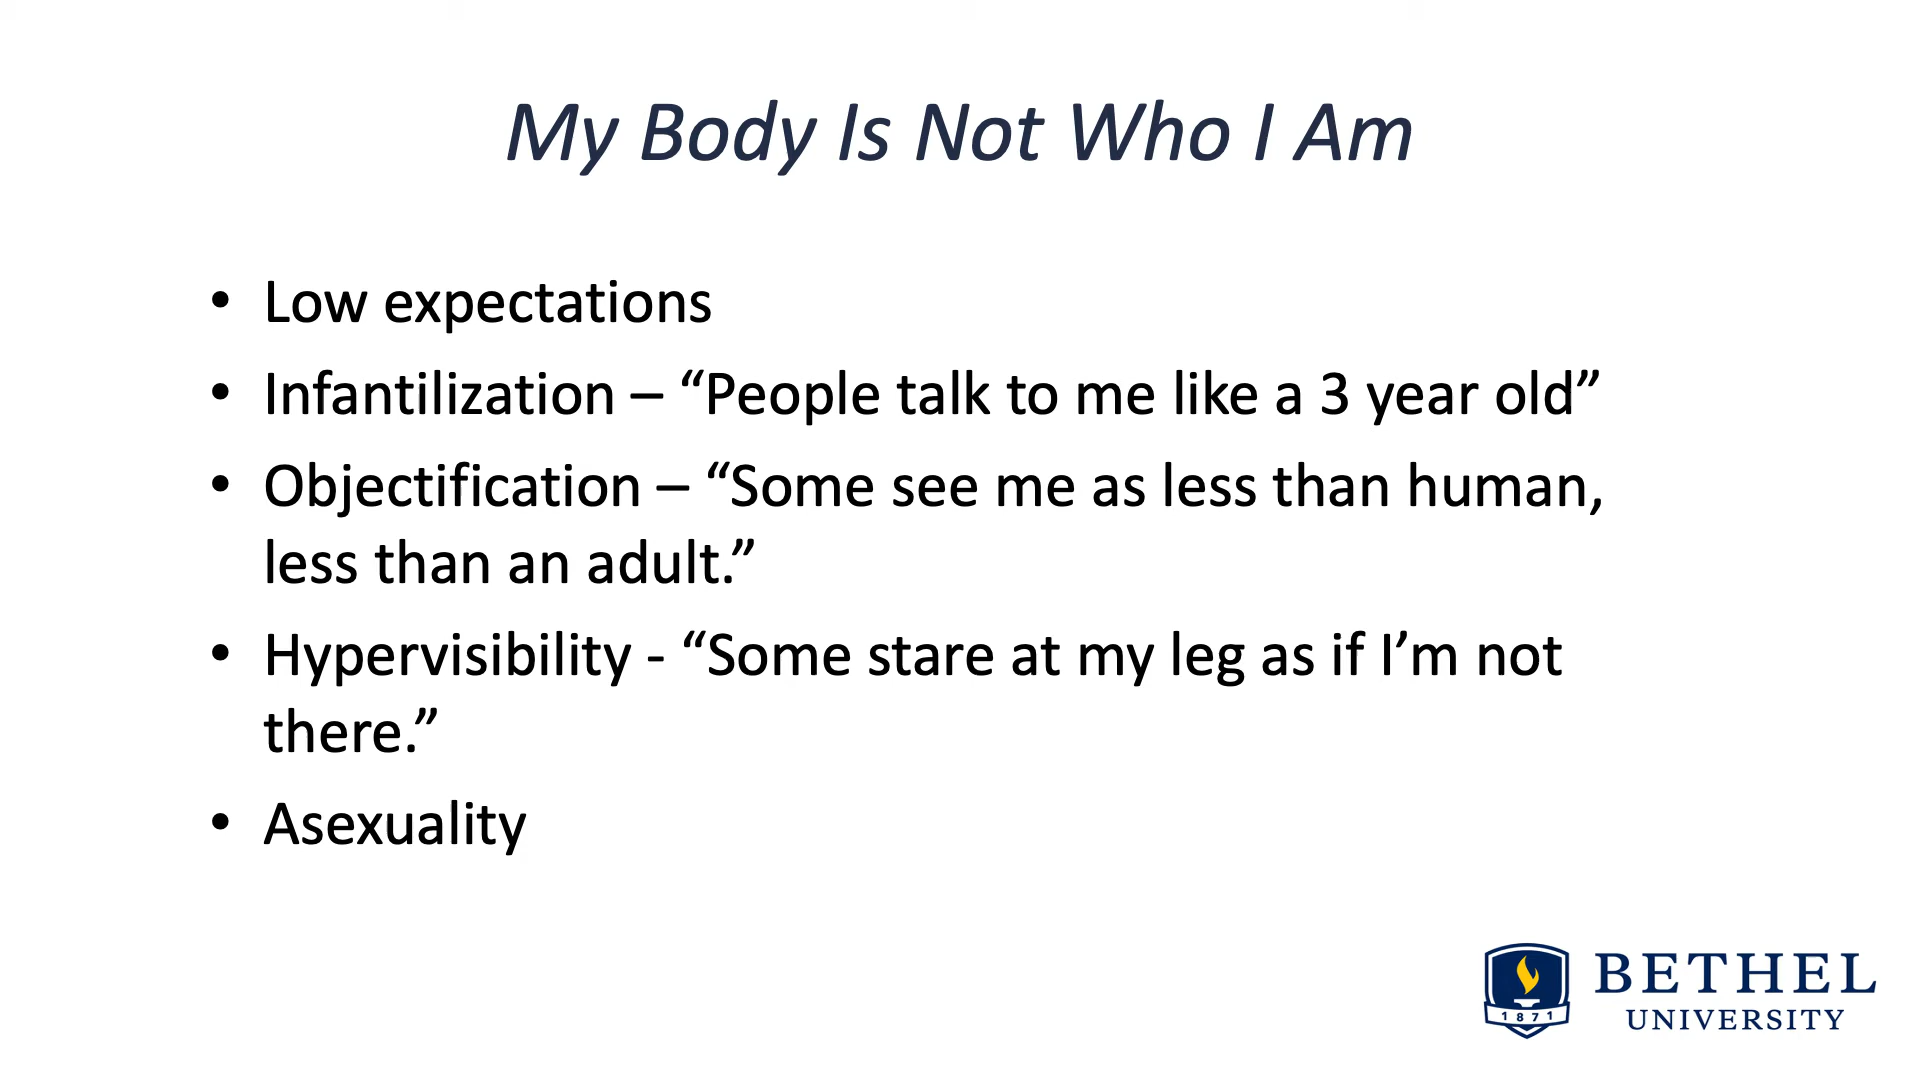 My Body Is Not Who I Am
• Low expectations
• Infantilization – “People talk to me like a 3 year old”
• Objectification – “Some see me as less than human,
less than an adult.”
• Hypervisibility - “Some stare at my leg as if I’m not
there.”
• Asexuality
1871
BETHEL
UNIVERSITY